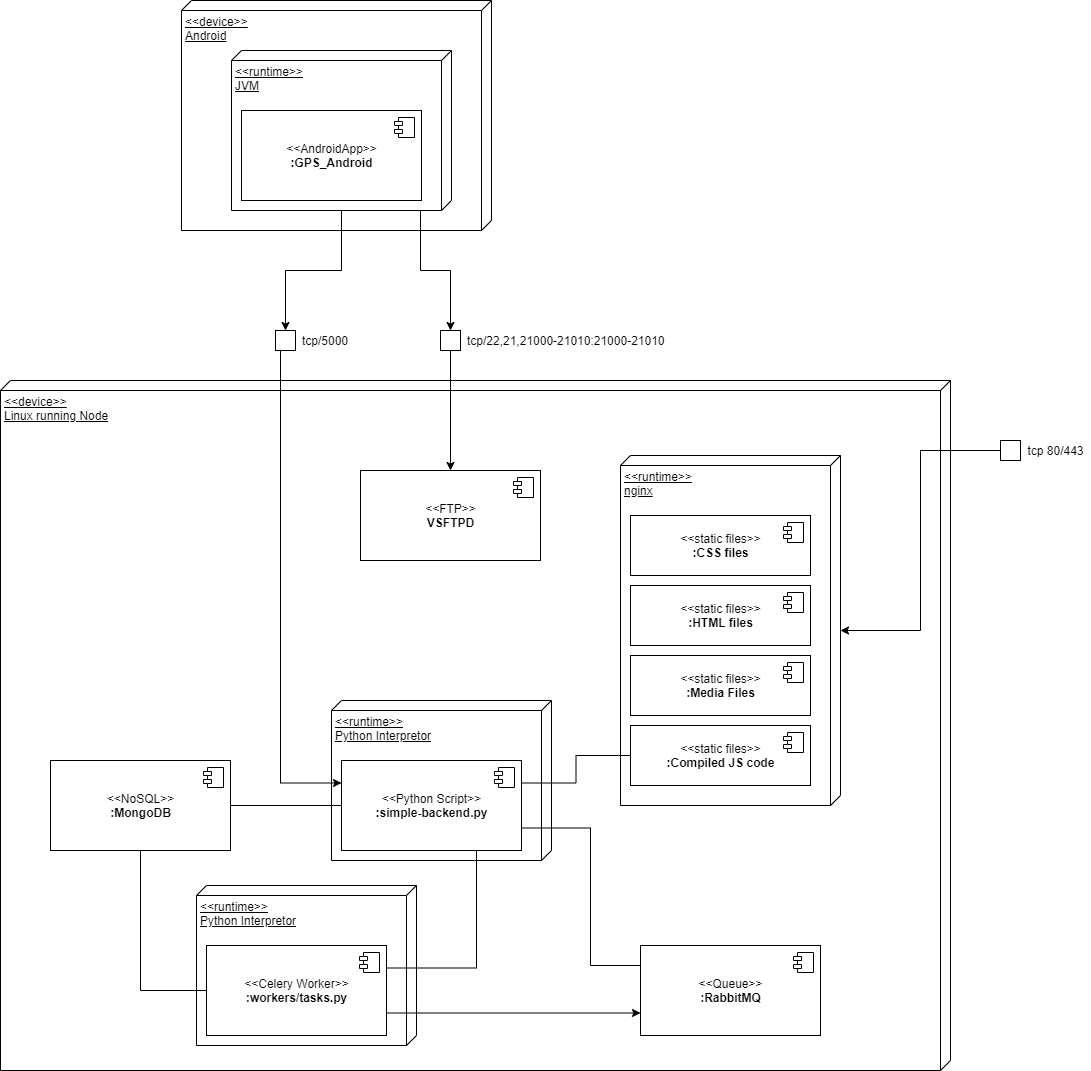 <<device>>
Android
<<runtime>>
JVM
<<AndroidApp>>
:GPS_Android
tcp/5000
tcp/22,21,21000-21010:21000-21010
<<device>>
Linux running Node
tcp 80/443
<<FTP>>
VSFTPD
<<runtime>>
nginx
<<static files>>
:CSS files
<<static files>>
:HTML files
<<static files>>
:Media Files
<<static files>>
:Compiled JS code
<<runtime>>
Python Interpretor
<<Python Script>>
:simple-backend.py
<<NoSQL>>
:MongoDB
<<runtime>>
Python Interpretor
<<Celery Worker>>
:workers/tasks.py
<<Queue>>
:RabbitMQ